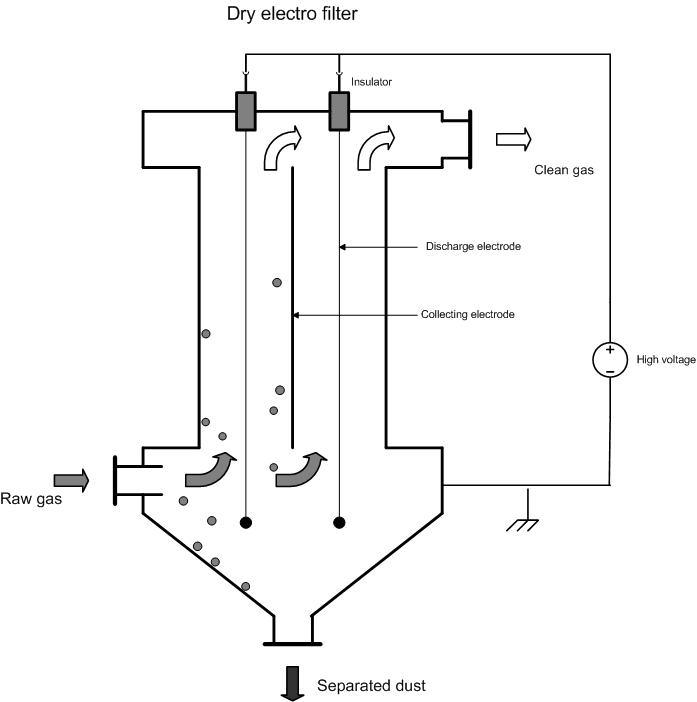 Dry electro filter
Insulator
Clean gas
Discharge electrode
Collecting electrode
+
High voltage
−
Raw gas
Separated dust